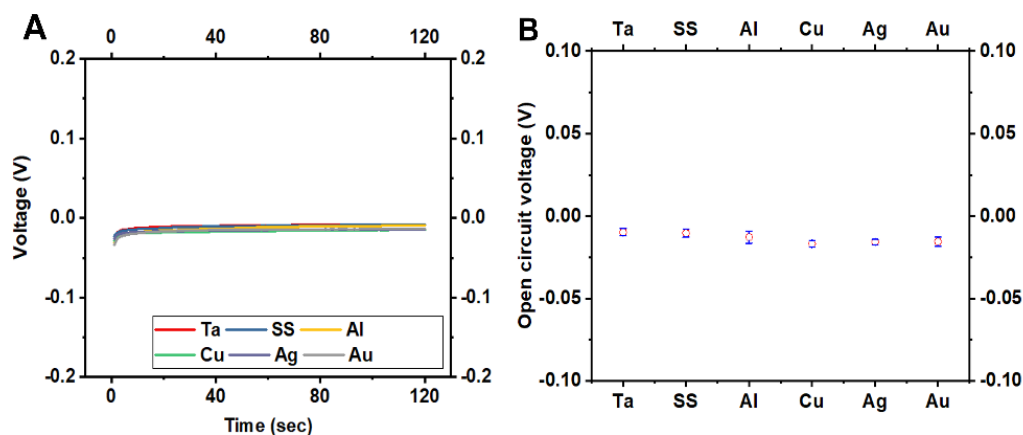 A
0 40 80 120
0.2 0.2
0.1 0.1
0.0 0.0
-0.1 -0.1
-0.2 -0.2
Voltage (V)
Ta SS Al
Cu Ag Au
0 40 80 120
Time (sec)
B
Ta SS Al Cu Ag Au
0.10 0.10
0.05 0.05
0.00 0.00
-0.05 -0.05
-0.10 -0.10
Open circuit voltage (V)
Ta SS Al Cu Ag Au